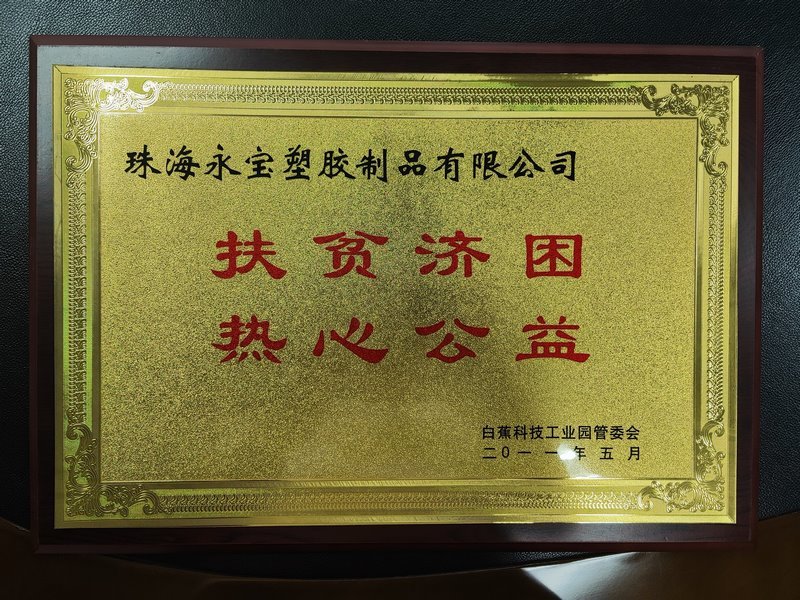 珠海永宝塑胶制品有限公司
扶贫济困
热心公益
白蕉科技工业园管委会
二0一一年五月